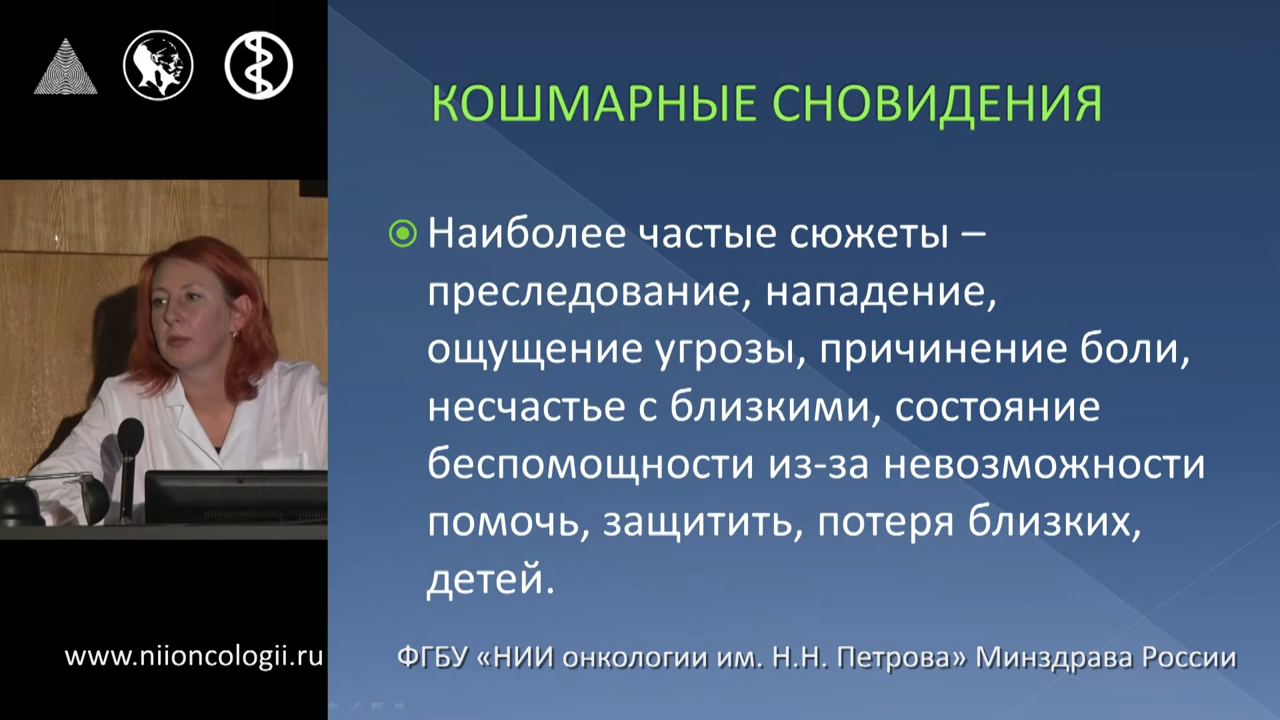 КОШМАРНЫЕ СНОВИДЕНИЯ
Наиболее частые сюжеты –
преследование, нападение,
ощущение угрозы, причинение боли,
несчастье с близкими, состояние
беспомощности из-за невозможности
помочь, защитить, потеря близких,
детей.
www.niioncologii.ru
ФГБУ «НИИ онкологии им. Н.Н. Петрова» Минздрава России